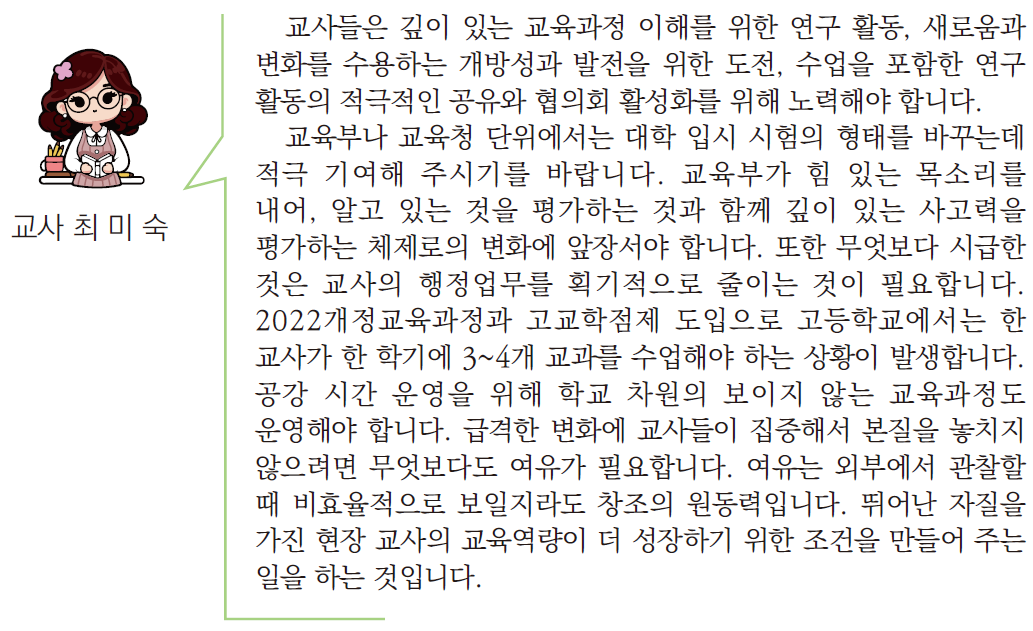 교사들은 깊이 있는 교육과정 이해를 위한 연구 활동, 새로움과
변화를 수용하는 개방성과 발전을 위한 도전, 수업을 포함한 연구
활동의 적극적인 공유와 협의회 활성화를 위해 노력해야 합니다.
교육부나 교육청 단위에서는 대학 입시 시험의 형태를 바꾸는데
적극 기여해 주시기를 바랍니다. 교육부가 힘 있는 목소리를
내어, 알고 있는 것을 평가하는 것과 함께 깊이 있는 사고력을
평가하는 체제로의 변화에 앞장서야 합니다. 또한 무엇보다 시급한
것은 교사의 행정업무를 획기적으로 줄이는 것이 필요합니다.
2022개정교육과정과 고교학점제 도입으로 고등학교에서는 한
교사가 한 학기에 3~4개 교과를 수업해야 하는 상황이 발생합니다.
공강 시간 운영을 위해 학교 차원의 보이지 않는 교육과정도
운영해야 합니다. 급격한 변화에 교사들이 집중해서 본질을 놓치지
않으려면 무엇보다도 여유가 필요합니다. 여유는 외부에서 관찰할
때 비효율적으로 보일지라도 창조의 원동력입니다. 뛰어난 자질을
가진 현장 교사의 교육역량이 더 성장하기 위한 조건을 만들어 주는
일을 하는 것입니다.
교사 최 미 숙